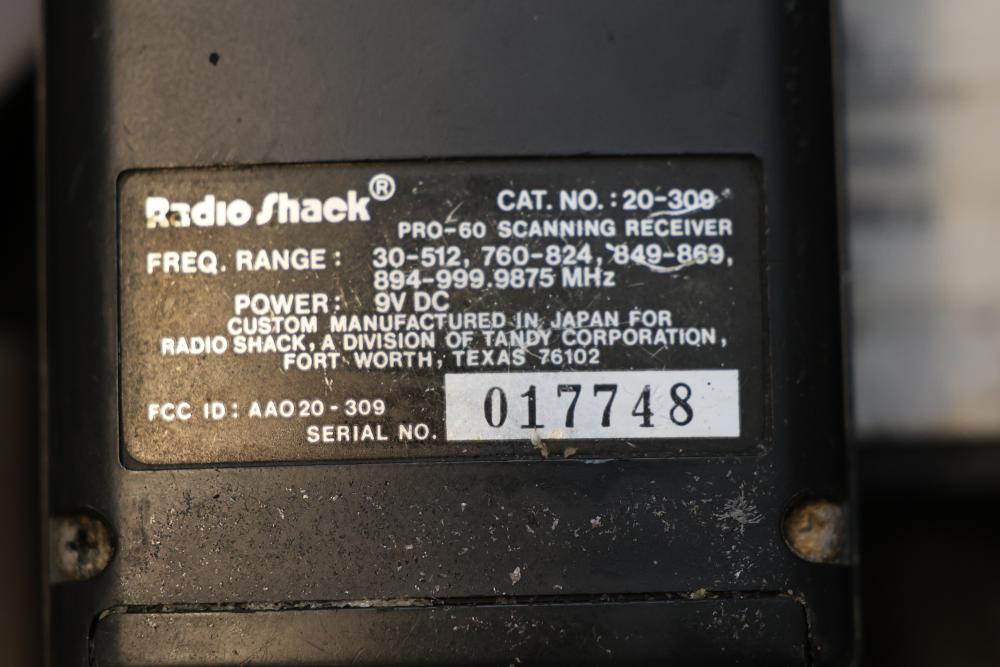 Radio Shack®
CAT. NO.: 20-309
PRO-60 SCANNING RECEIVER
FREQ. RANGE: 30-512, 760-824, 849-869,
894-999.9875 MHz
POWER: 9V DC
CUSTOM MANUFACTURED IN JAPAN FOR
RADIO SHACK, A DIVISION OF TANDY CORPORATION,
FORT WORTH, TEXAS 76102
FCC ID: AAO20-309
SERIAL NO. 017748